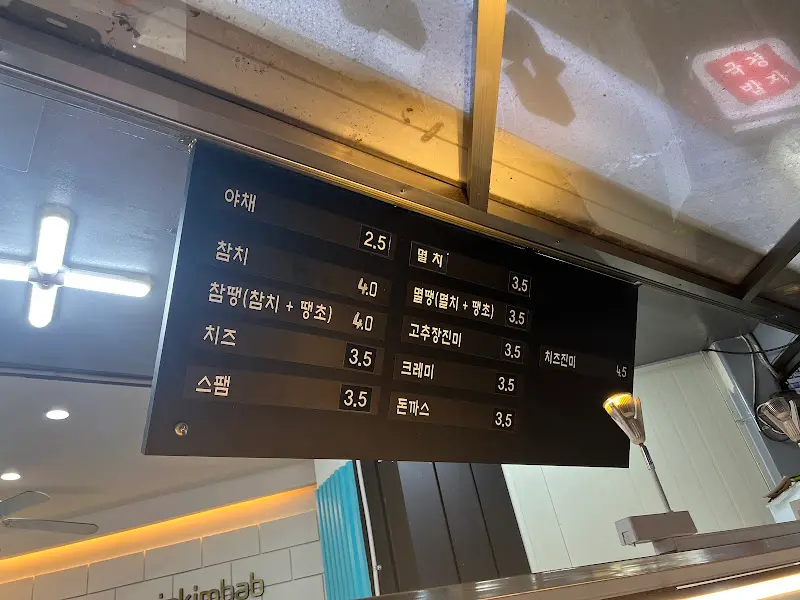 야채 2.5
참치 4.0
참땡(참치 + 땡초) 4.0
치즈 3.5
스팸 3.5
멸치 3.5
멸땡(멸치 + 땡초) 3.5
고추장진미 3.5
크레미 3.5
돈까스 3.5
치즈진미 4.5
kimbab